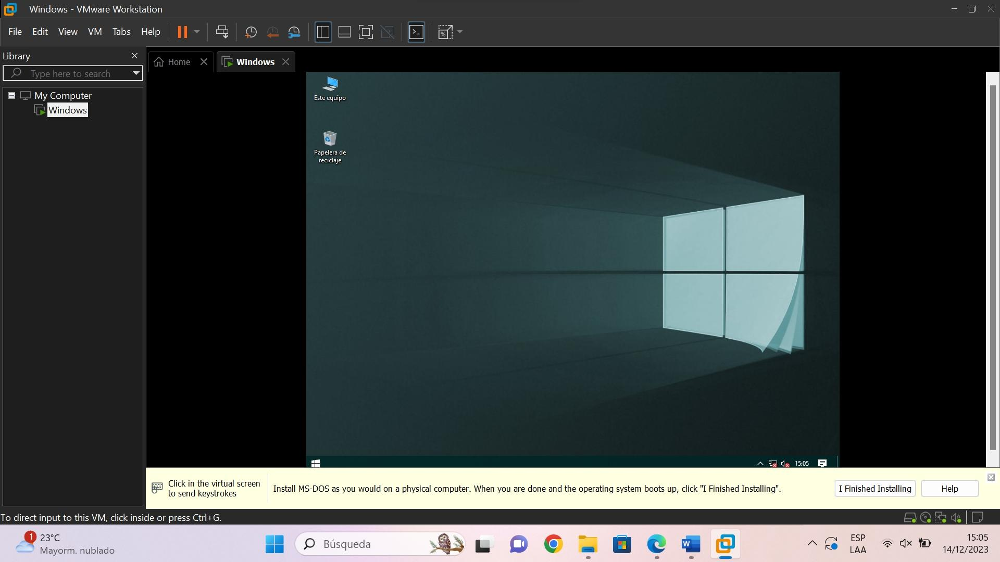 Windows - VMware Workstation
File Edit View VM Tabs Help
Library
Home
Windows
Type here to search
My Computer
Windows
Este equipo
Papelera de
reciclaje
15:05
Click in the virtual screen
to send keystrokes
Install MS-DOS as you would on a physical computer. When you are done and the operating system boots up, click "I Finished Installing".
I Finished Installing
Help
To direct input to this VM, click inside or press Ctrl+G.
1
23°C
Mayorm. nublado
Búsqueda
ESP
LAA
15:05
14/12/2023